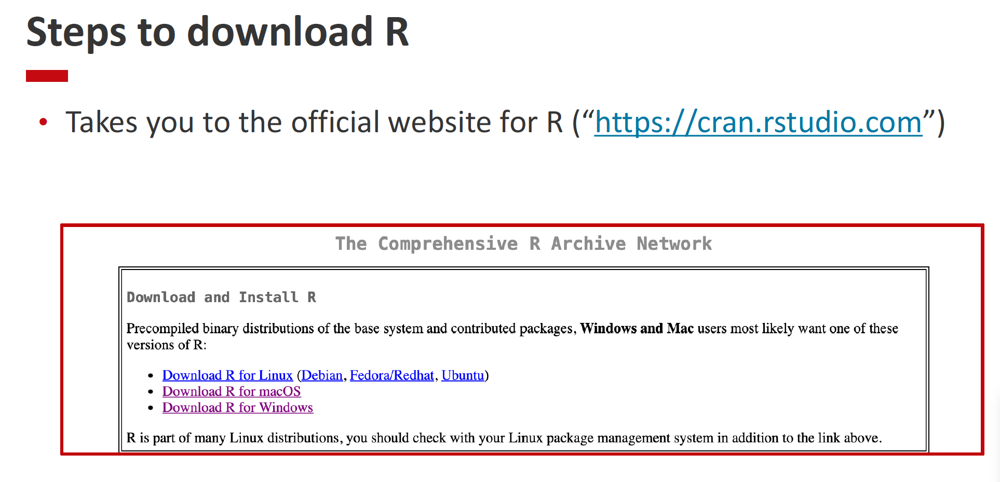 Steps to download R
• Takes you to the official website for R (“https://cran.rstudio.com”)
The Comprehensive R Archive Network
Download and Install R
Precompiled binary distributions of the base system and contributed packages, Windows and Mac users most likely want one of these
versions of R:
• Download R for Linux (Debian, Fedora/Redhat, Ubuntu)
• Download R for macOS
• Download R for Windows
R is part of many Linux distributions, you should check with your Linux package management system in addition to the link above.